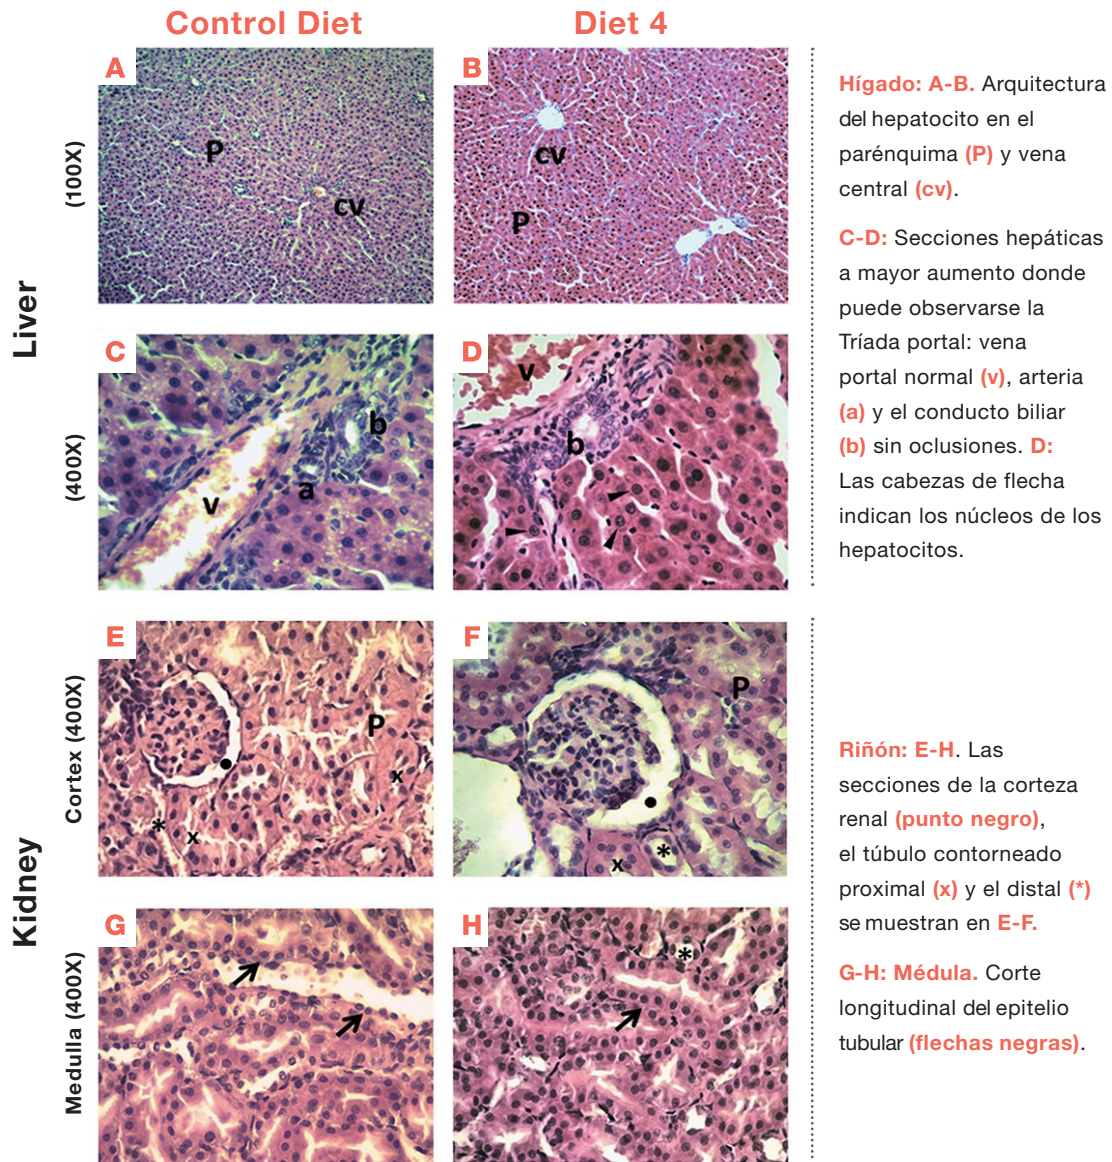 Control Diet
Diet 4
Liver
(100X)
A
P
cv
B
cv
P
Hígado: A-B. Arquitectura
del hepatocito en el
parénquima (P) y vena
central (cv).
C-D: Secciones hepáticas
a mayor aumento donde
puede observarse la
Tríada portal: vena
portal normal (v), arteria
(a) y el conducto biliar
(b) sin oclusiones. D:
Las cabezas de flecha
indican los núcleos de los
hepatocitos.
(400X)
C
b
a
v
D
v
b
Kidney
Cortex (400X)
E
P
x
* x
F
P
x *
Riñón: E-H. Las
secciones de la corteza
renal (punto negro),
el túbulo contorneado
proximal (x) y el distal (*)
se muestran en E-F.
G-H: Médula. Corte
longitudinal del epitelio
tubular (flechas negras).
Medulla (400X)
G
H
*